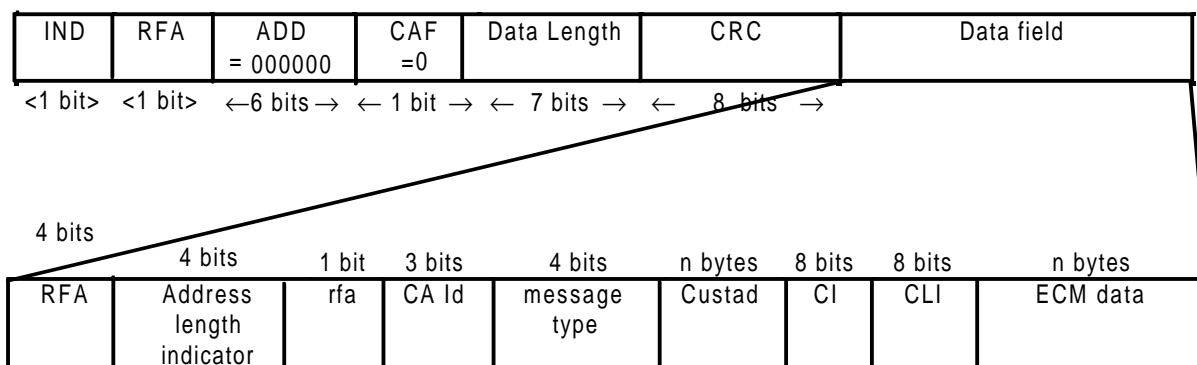 IND RFA ADD CAF Data Length CRC Data field
= 000000 =0
<1 bit> <1 bit> ←6 bits→ ← 1 bit → ← 7 bits → ← 8 bits →
4 bits
4 bits 1 bit 3 bits 4 bits n bytes 8 bits 8 bits n bytes
RFA Address rfa CA Id message Custad CI CLI ECM data
length type
indicator